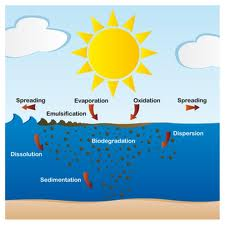 Spreading Evaporation Oxidation Spreading
Emulsification
Dispersion
Biodegradation
Dissolution
Sedimentation